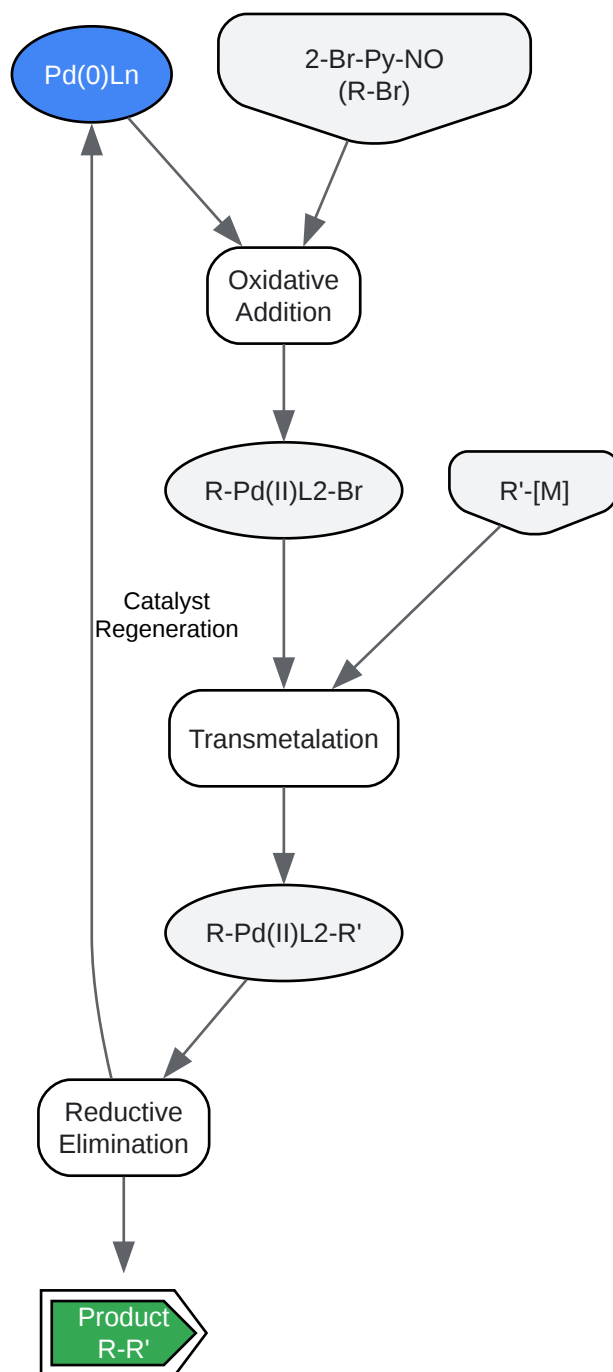 Pd(0)Ln
2-Br-Py-NO
(R-Br)
Oxidative
Addition
R-Pd(II)L2-Br
R'-[M]
Catalyst
Regeneration
Transmetalation
R-Pd(II)L2-R'
Reductive
Elimination
Product
R-R'